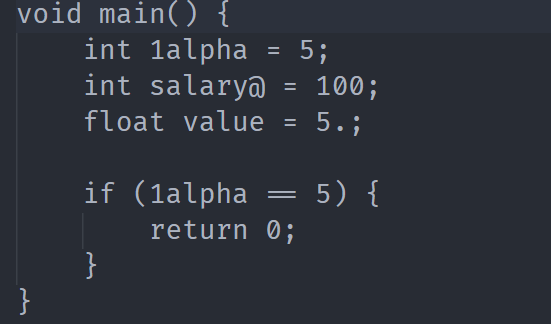 void main() {
    int 1alpha = 5;
    int salary@ = 100;
    float value = 5.;

    if (1alpha == 5) {
        return 0;
    }
}